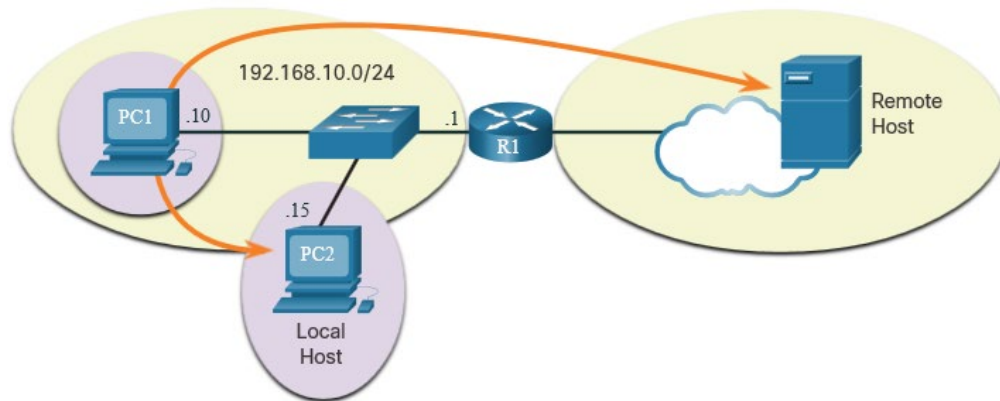 192.168.10.0/24
PC1
.10
.1
R1
Remote
Host
.15
PC2
Local
Host